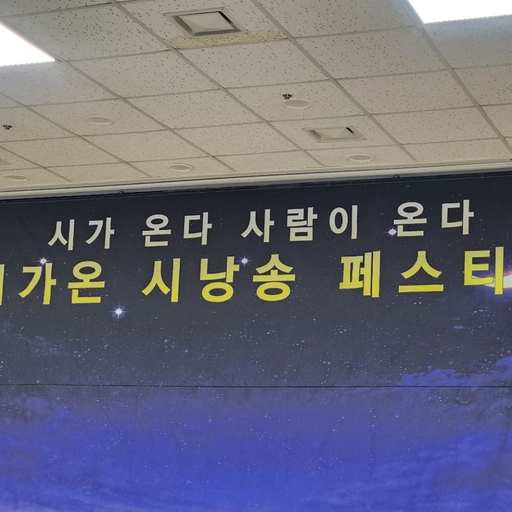 시가 온다 사람이 온다
가온 시낭송 페스티